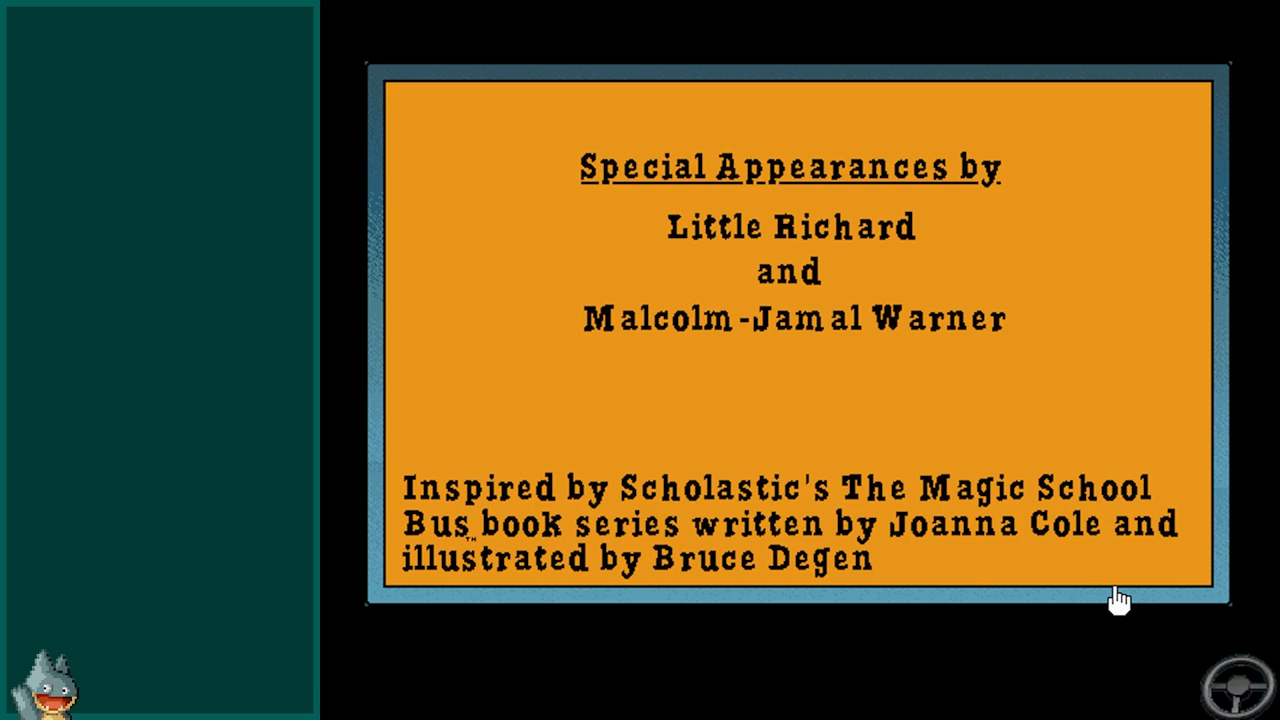 Special Appearances by
Little Richard
and
Malcolm-Jamal Warner
Inspired by Scholastic's The Magic School
Bus™ book series written by Joanna Cole and
illustrated by Bruce Degen